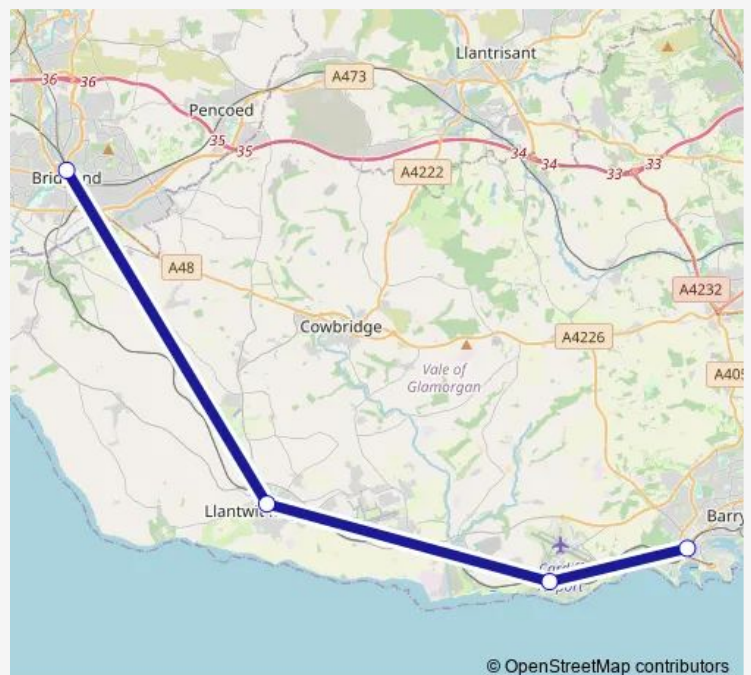 Llantrisant
36 36
A473
Pencoed
35 35
34 34
33 33
A4222
A48
A4232
Cowbridge
A4226
Vale of
Glamorgan
Barry
© OpenStreetMap contributors